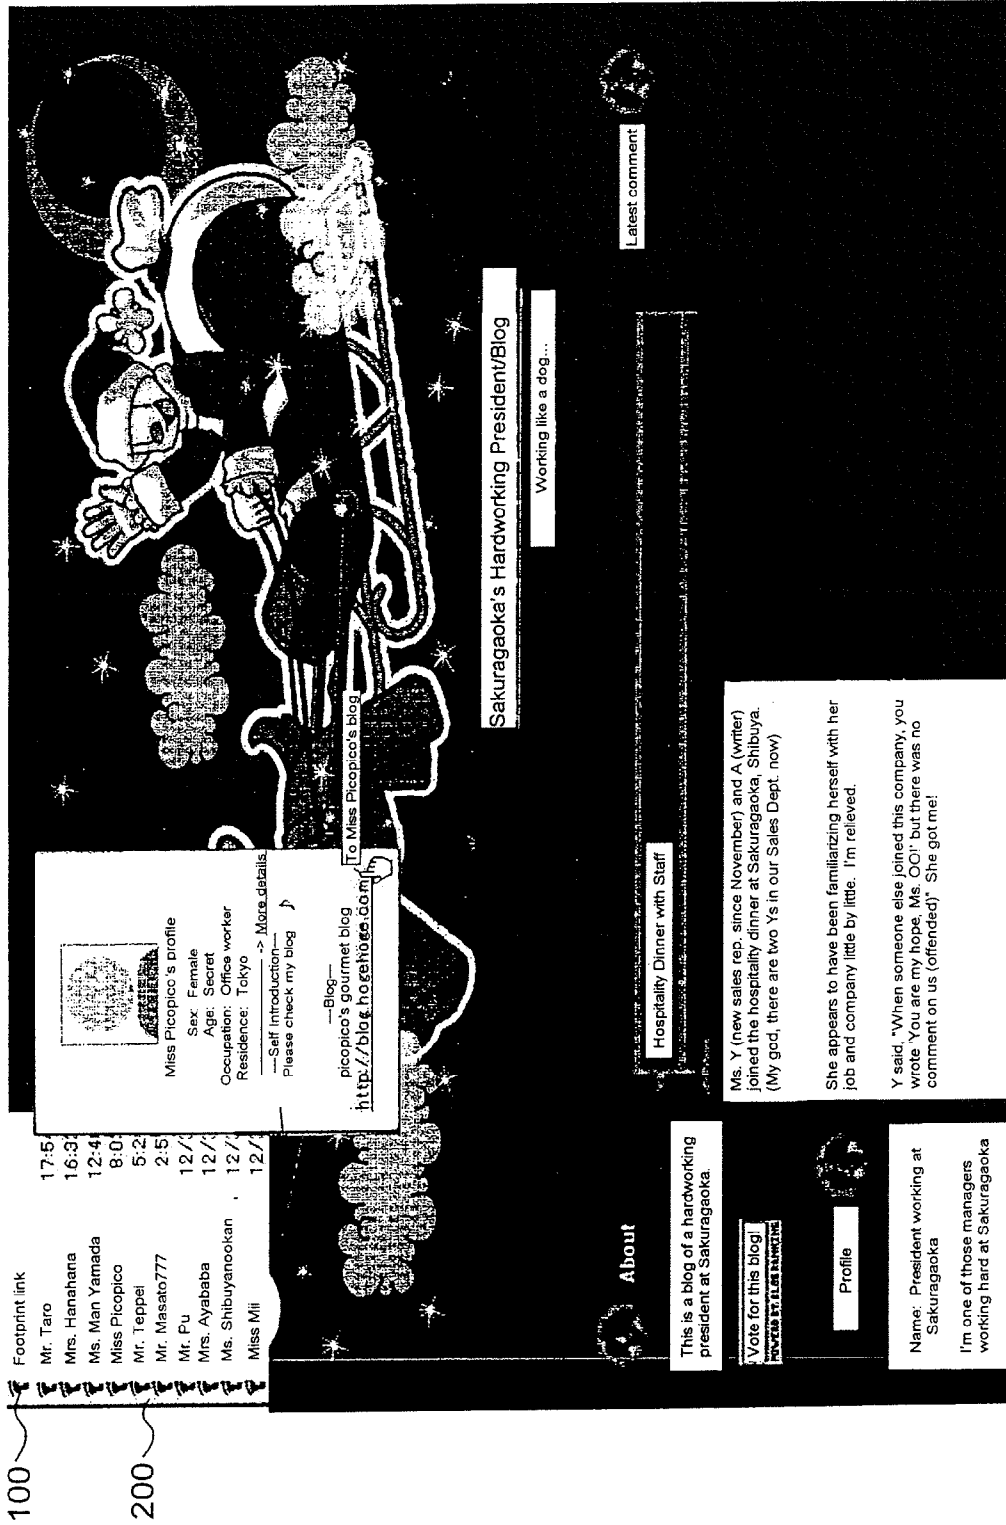 100
200
Footprint link
Mr. Taro 17:5
Mrs. Hanahana 16:3
Ms. Man Yamada 12:4
Miss Picopico 8:0
Mr. Teppei 5:2
Mr. Masato777 2:5
Mr. Pu 12/
Mrs. Ayababa 12/
Ms. Shibuyanookan 12/
Miss Mii 12/
Miss Picopico's profile
Sex: Female
Age: Secret
Occupation: Office worker
Residence: Tokyo
-> More details
—Self Introduction—
Please check my blog ♪
—Blog—
picopico's gourmet blog
http://blog.hogehoge.com
To Miss Picopico's blog
Sakuragaoka's Hardworking President/Blog
Working like a dog...
About
This is a blog of a hardworking
president at Sakuragaoka.
Vote for this blog!
POWERED BY BLOG RANKING
Profile
Name: President working at
Sakuragaoka
I'm one of those managers
working hard at Sakuragaoka
Hospitality Dinner with Staff
Ms. Y (new sales rep. since November) and A (writer)
joined the hospitality dinner at Sakuragaoka, Shibuya.
(My god, there are two Ys in our Sales Dept. now)
She appears to have been familiarizing herself with her
job and company little by little. I'm relieved.
Y said, "When someone else joined this company, you
wrote 'You are my hope, Ms. OO!' but there was no
comment on us (offended)" She got me!
Latest comment